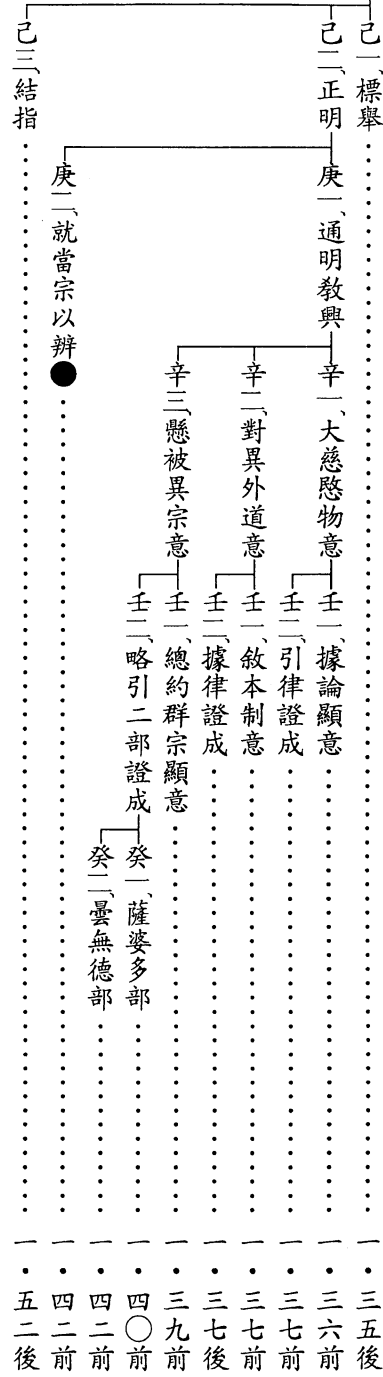 己一、標舉 一・三五後
己二、正明 庚一、通明教興 辛一、大慈愍物意 壬一、據論顯意 一・三六前
壬二、引律證成 一・三七前
辛二、對異外道意 壬一、敘本制意 一・三七前
壬二、據律證成 一・三七後
辛三、懸被異宗意 壬一、總約群宗顯意 一・三九前
壬二、略引二部證成 癸一、薩婆多部 一・四〇前
癸二、曇無德部 一・四二前
庚二、就當宗以辨● 一・四二前
己三、結指 一・五二後